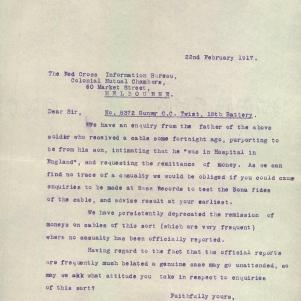 22nd February 1917.
The Red Cross Information Bureau,
Colonial Mutual Chambers,
60 Market Street,
MELBOURNE.
Dear Sir, No. 8372 Gunner C.C. Twist, 18th Battery.
We have an enquiry from the father of the above
soldier who received a cable some fortnight ago, purporting to
be from his son, intimating that he "was in Hospital in
England", and requesting the remittance of money. As we can
find no trace of a casualty we would be obliged if you could cause
enquiries to be made at Base Records to test the Bona fides
of the cable, and advise result at your earliest.
We have persistently deprecated the remission of
moneys on cables of this sort (which are very frequent)
where no casualty has been officially reported.
Having regard to the fact that the official reports
are frequently much belated a genuine case may go unattended, so
may we ask what attitude you take in respect to enquiries
of this sort?
Faithfully yours,